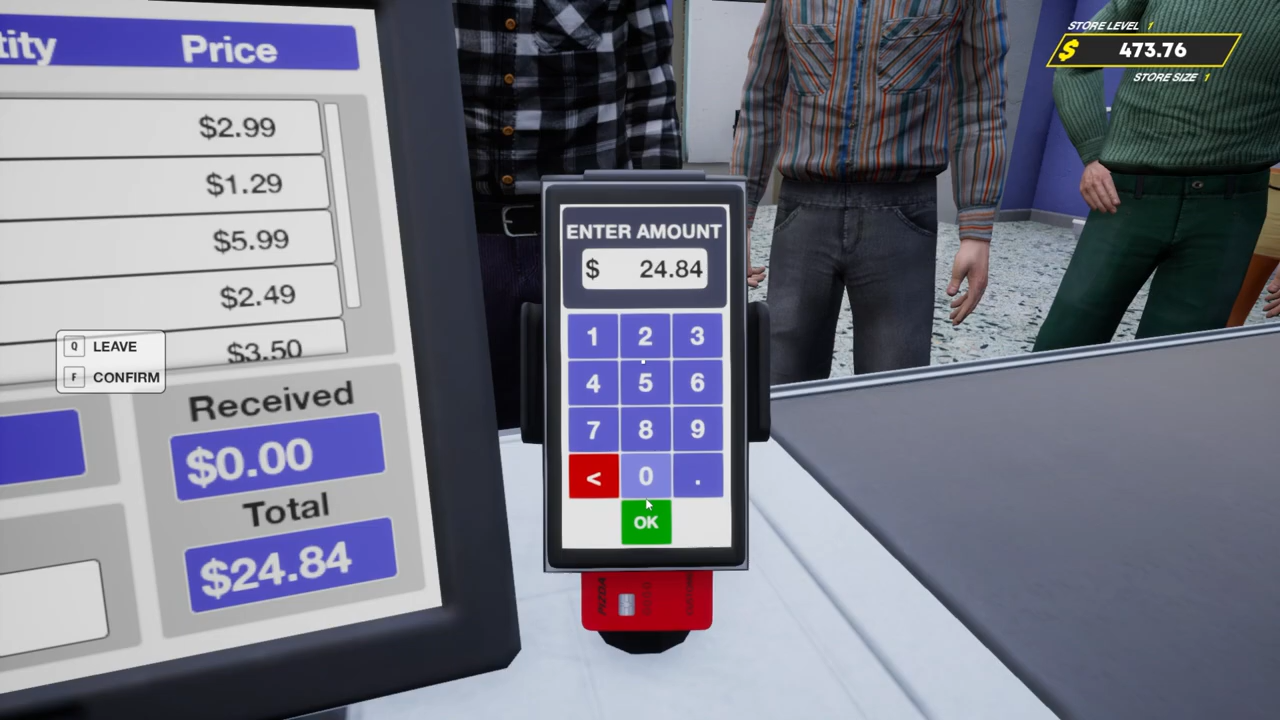 tity Price
$2.99
$1.29
$5.99
$2.49
$3.50
Q LEAVE
F CONFIRM
Received
$0.00
Total
$24.84
ENTER AMOUNT
$ 24.84
1 2 3
4 5 6
7 8 9
< 0 .
OK
STORE LEVEL 1
$ 473.76
STORE SIZE 1